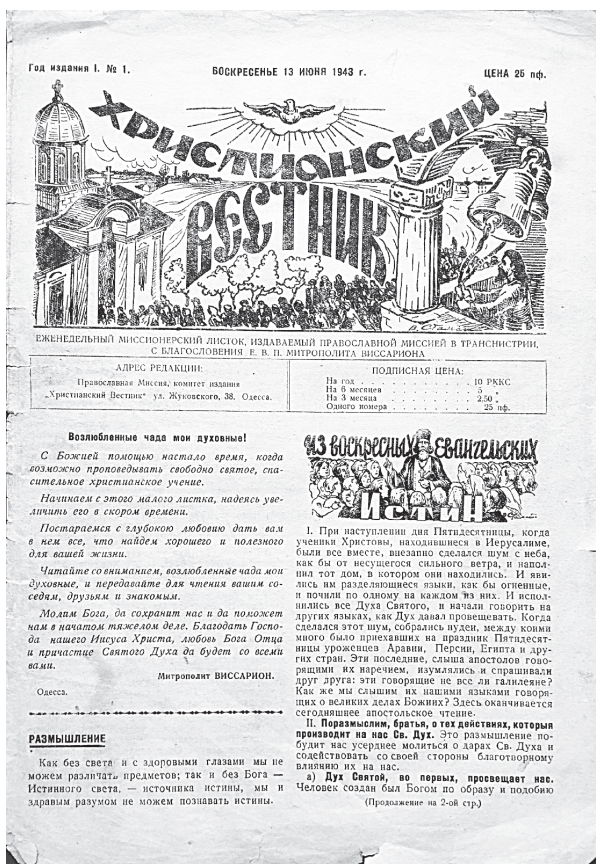 Год издания I. № 1.
ВОСКРЕСЕНЬЕ 13 ИЮНЯ 1943 г.
ЦЕНА 25 пф.
ХРИСТИАНСКИЙ
ВЕСТНИК
ЕЖЕНЕДЕЛЬНЫЙ МИССИОНЕРСКИЙ ЛИСТОК, ИЗДАВАЕМЫЙ ПРАВОСЛАВНОЙ МИССИЕЙ В ТРАНСНИСТРИИ,
С БЛАГОСЛОВЕНИЯ Е. В. П. МИТРОПОЛИТА ВИССАРИОНА
АДРЕС РЕДАКЦИИ:
Православная Миссия, комитет издания
„Христианский Вестник" ул. Жуковского, 38. Одесса.
ПОДПИСНАЯ ЦЕНА:
На год . . . . . . . . . . 10 РККС
На 6 месяцев . . . . . . . . 5 „
На 3 месяца . . . . . . . . 2.50 „
Одного номера . . . . . . . . 25 пф.
Возлюбленные чада мои духовные!
С Божией помощью настало время, когда
возможно проповедывать свободно святое, спа-
сительное христианское учение.
Начинаем с этого малого листка, надеясь уве-
личить его в скором времени.
Постараемся с глубокою любовию дать вам
в нем все, что найдем хорошего и полезного
для вашей жизни.
Читайте со вниманием, возлюбленные чада мои
духовные, и передавайте для чтения вашим со-
седям, друзьям и знакомым.
Молим Бога, да сохранит нас и да поможет
нам в начатом тяжелом деле. Благодать Госпо-
да нашего Иисуса Христа, любовь Бога Отца
и причастие Святого Духа да будет со всеми
вами.
Митрополит ВИССАРИОН.
Одесса.
РАЗМЫШЛЕНИЕ
Как без света и с здоровыми глазами мы не
можем различать предметов; так и без Бога —
Истинного света, — источника истины, мы и
здравым разумом не можем познавать истины.
ИЗ ВОСКРЕСНЫХ ЕВАНГЕЛЬСКИХ
ИСТИН
I. При наступлении дня Пятидесятницы, когда
ученики Христовы, находившиеся в Иерусалиме,
были все вместе, внезапно сделался шум с неба,
как бы от несущегося сильного ветра, и напол-
нил тот дом, в котором они находились. И яви-
лись им разделяющиеся языки, как бы огненные,
и почили по одному на каждом из них. И испол-
нились все Духа Святого, и начали говорить на
других языках, как Дух давал провещевать. Когда
сделался этот шум, собрались иудеи, между коими
много было приехавших на праздник Пятидесят-
ницы уроженцев Аравии, Персии, Египта и дру-
гих стран. Эти последние, слыша апостолов гово-
рящими их наречием, изумлялись и спрашивали
друг друга: эти говорящие не все ли галилеяне?
Как же мы слышим их нашими языками говоря-
щих о великих делах Божиих? Здесь оканчивается
сегодняшнее апостольское чтение.
II. Поразмыслим, братья, о тех действиях, которыя
производит на нас Св. Дух. Это размышление по-
будит нас усерднее молиться о дарах Св. Духа и
содействовать со своей стороны благотворному
влиянию их на нас.
а) Дух Святой, во первых, просвещает нас.
Человек создан был Богом по образу и подобию
(Продолжение на 2-ой стр.)